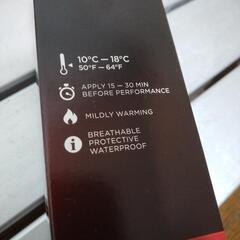 10°C — 18°C
50°F – 64°F
APPLY 15 – 30 MIN
BEFORE PERFORMANCE
MILDLY WARMING
BREATHABLE
PROTECTIVE
WATERPROOF